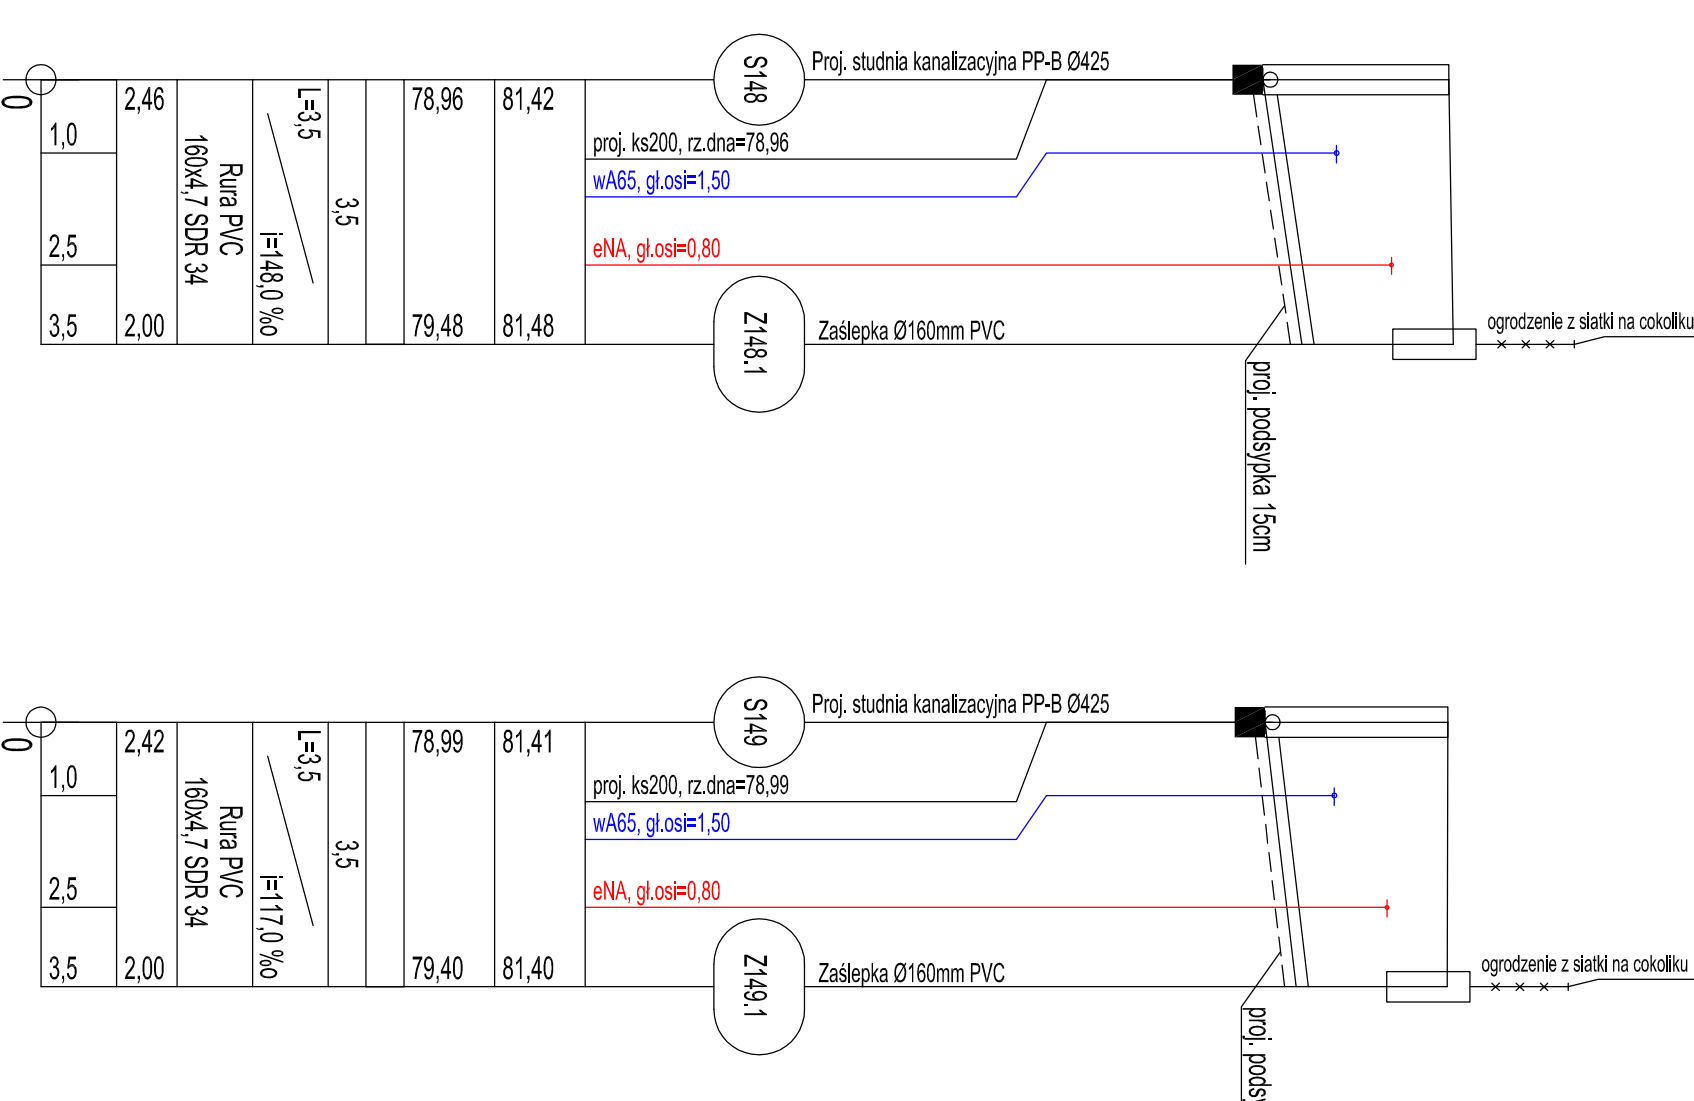 S148
Proj. studnia kanalizacyjna PP-B Ø425
0
2,46
L=3,5
78,96
81,42
1,0
proj. ks200, rz.dna=78,96
wA65, gł.osi=1,50
Rura PVC
160x4,7 SDR 34
3,5
2,5
i=148,0 %o
eNA, gł.osi=0,80
3,5
2,00
79,48
81,48
Z148.1
Zaślepka Ø160mm PVC
ogrodzenie z siatki na cokoliku
proj. podsypka 15cm
S149
Proj. studnia kanalizacyjna PP-B Ø425
0
2,42
L=3,5
78,99
81,41
1,0
proj. ks200, rz.dna=78,99
wA65, gł.osi=1,50
Rura PVC
160x4,7 SDR 34
3,5
2,5
i=117,0 %o
eNA, gł.osi=0,80
3,5
2,00
79,40
81,40
Z149.1
Zaślepka Ø160mm PVC
ogrodzenie z siatki na cokoliku
proj.